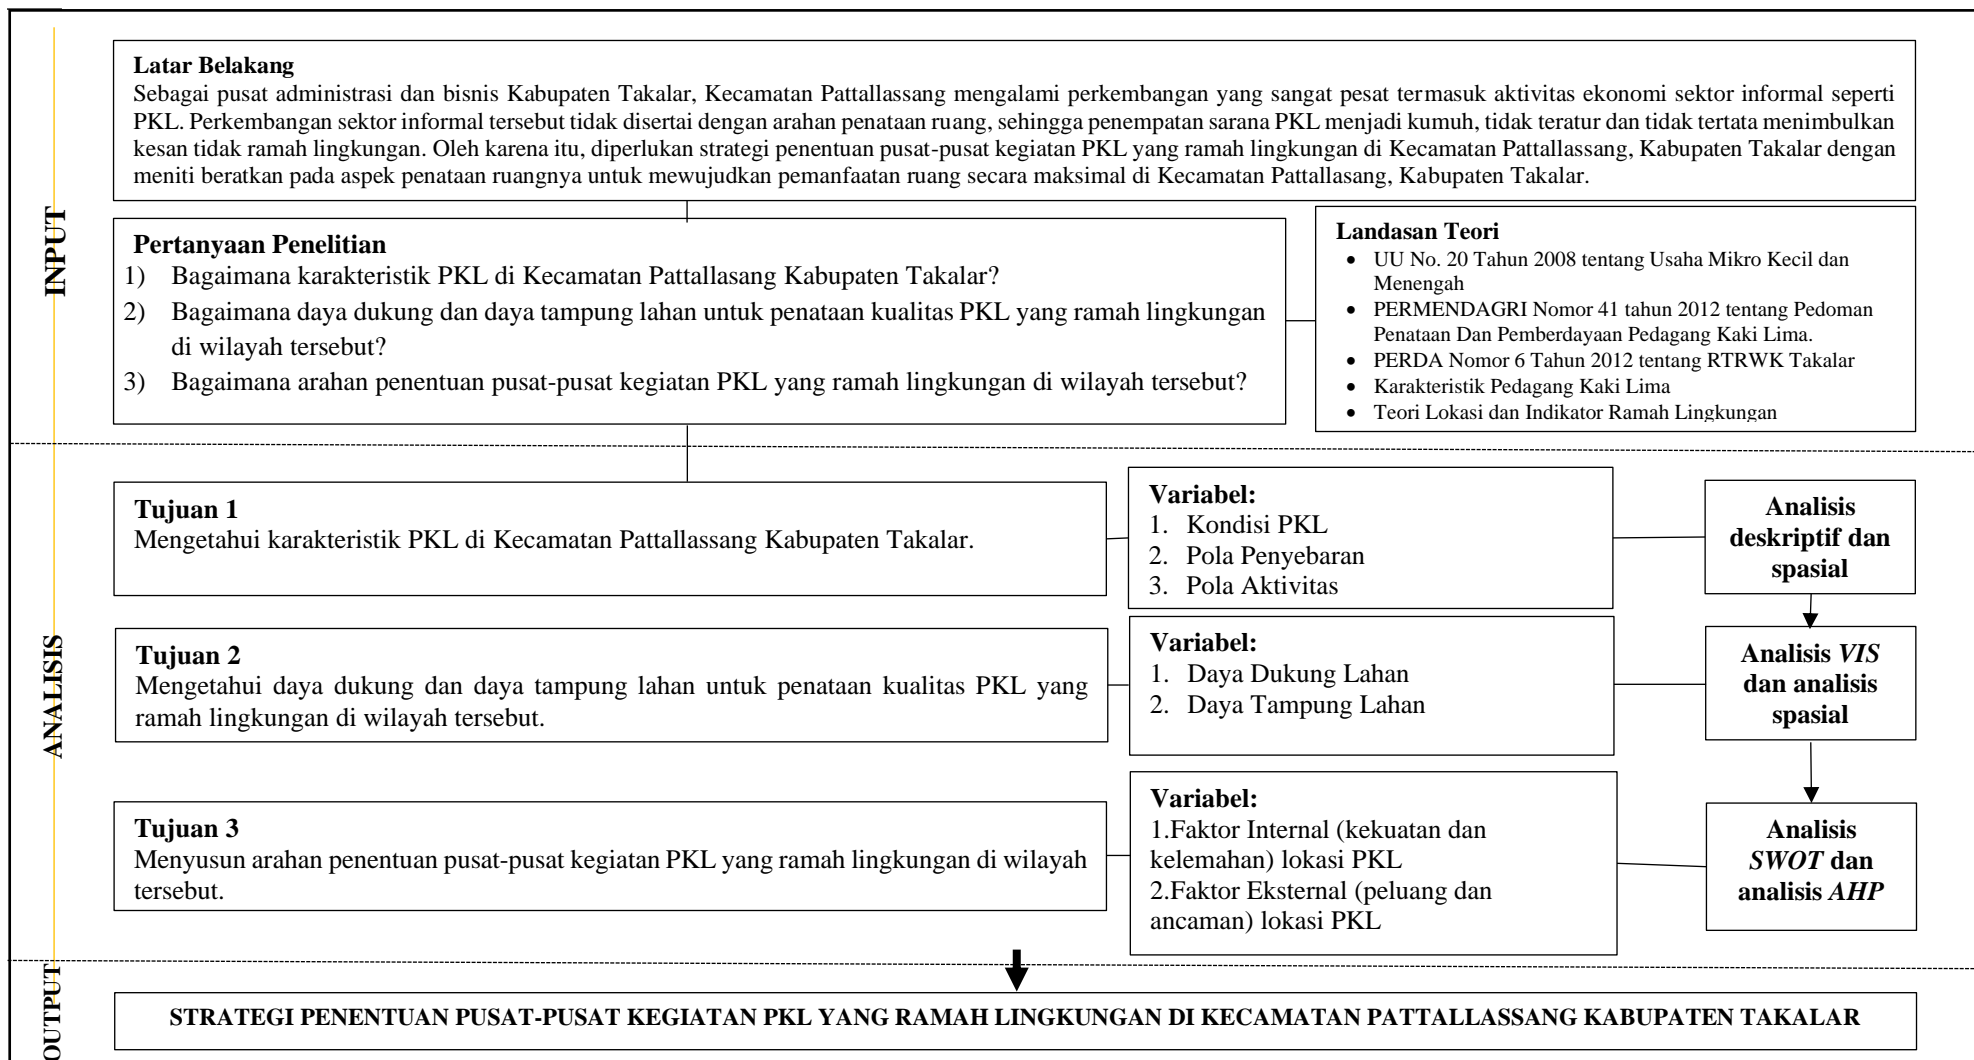 INPUT
Latar Belakang
Sebagai pusat administrasi dan bisnis Kabupaten Takalar, Kecamatan Pattallassang mengalami perkembangan yang sangat pesat termasuk aktivitas ekonomi sektor informal seperti
PKL. Perkembangan sektor informal tersebut tidak disertai dengan arahan penataan ruang, sehingga penempatan sarana PKL menjadi kumuh, tidak teratur dan tidak tertata menimbulkan
kesan tidak ramah lingkungan. Oleh karena itu, diperlukan strategi penentuan pusat-pusat kegiatan PKL yang ramah lingkungan di Kecamatan Pattallassang, Kabupaten Takalar dengan
meniti beratkan pada aspek penataan ruangnya untuk mewujudkan pemanfaatan ruang secara maksimal di Kecamatan Pattallasang, Kabupaten Takalar.
Pertanyaan Penelitian
1) Bagaimana karakteristik PKL di Kecamatan Pattallasang Kabupaten Takalar?
2) Bagaimana daya dukung dan daya tampung lahan untuk penataan kualitas PKL yang ramah lingkungan
di wilayah tersebut?
3) Bagaimana arahan penentuan pusat-pusat kegiatan PKL yang ramah lingkungan di wilayah tersebut?
Landasan Teori
• UU No. 20 Tahun 2008 tentang Usaha Mikro Kecil dan
Menengah
• PERMENDAGRI Nomor 41 tahun 2012 tentang Pedoman
Penataan Dan Pemberdayaan Pedagang Kaki Lima.
• PERDA Nomor 6 Tahun 2012 tentang RTRWK Takalar
• Karakteristik Pedagang Kaki Lima
• Teori Lokasi dan Indikator Ramah Lingkungan
ANALISIS
Tujuan 1
Mengetahui karakteristik PKL di Kecamatan Pattallassang Kabupaten Takalar.
Variabel:
1. Kondisi PKL
2. Pola Penyebaran
3. Pola Aktivitas
Analisis
deskriptif dan
spasial
Tujuan 2
Mengetahui daya dukung dan daya tampung lahan untuk penataan kualitas PKL yang
ramah lingkungan di wilayah tersebut.
Variabel:
1. Daya Dukung Lahan
2. Daya Tampung Lahan
Analisis VIS
dan analisis
spasial
Tujuan 3
Menyusun arahan penentuan pusat-pusat kegiatan PKL yang ramah lingkungan di wilayah
tersebut.
Variabel:
1.Faktor Internal (kekuatan dan
kelemahan) lokasi PKL
2.Faktor Eksternal (peluang dan
ancaman) lokasi PKL
Analisis
SWOT dan
analisis AHP
OUTPUT
STRATEGI PENENTUAN PUSAT-PUSAT KEGIATAN PKL YANG RAMAH LINGKUNGAN DI KECAMATAN PATTALLASSANG KABUPATEN TAKALAR